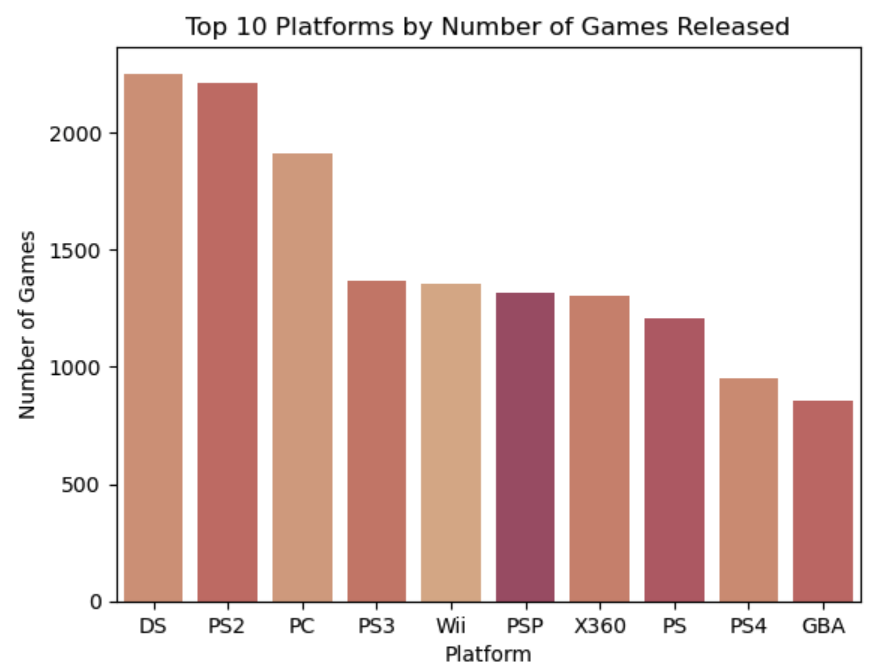 Top 10 Platforms by Number of Games Released
Number of Games
2000
1500
1000
500
0
DS PS2 PC PS3 Wii PSP X360 PS PS4 GBA
Platform